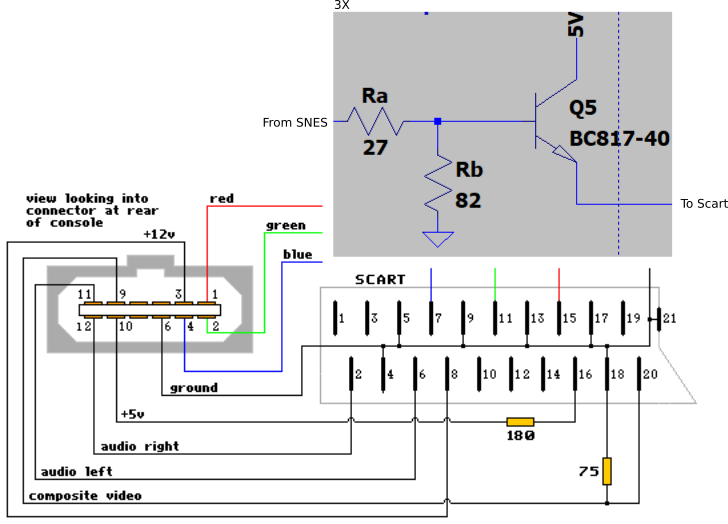 3X
5V
Ra
27
From SNES
Q5
BC817-40
Rb
82
To Scart
view looking into
connector at rear
of console
red
green
blue
+12v
11
9
3
1
12
10
6
4
2
SCART
1
3
5
7
9
11
13
15
17
19
21
2
4
6
8
10
12
14
16
18
20
ground
+5v
180
audio right
audio left
75
composite video